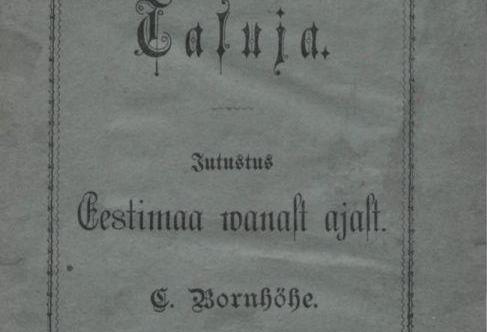 Tasuja.
Jutustus
Eestimaa wanast ajast.
E. Bornhöhe.